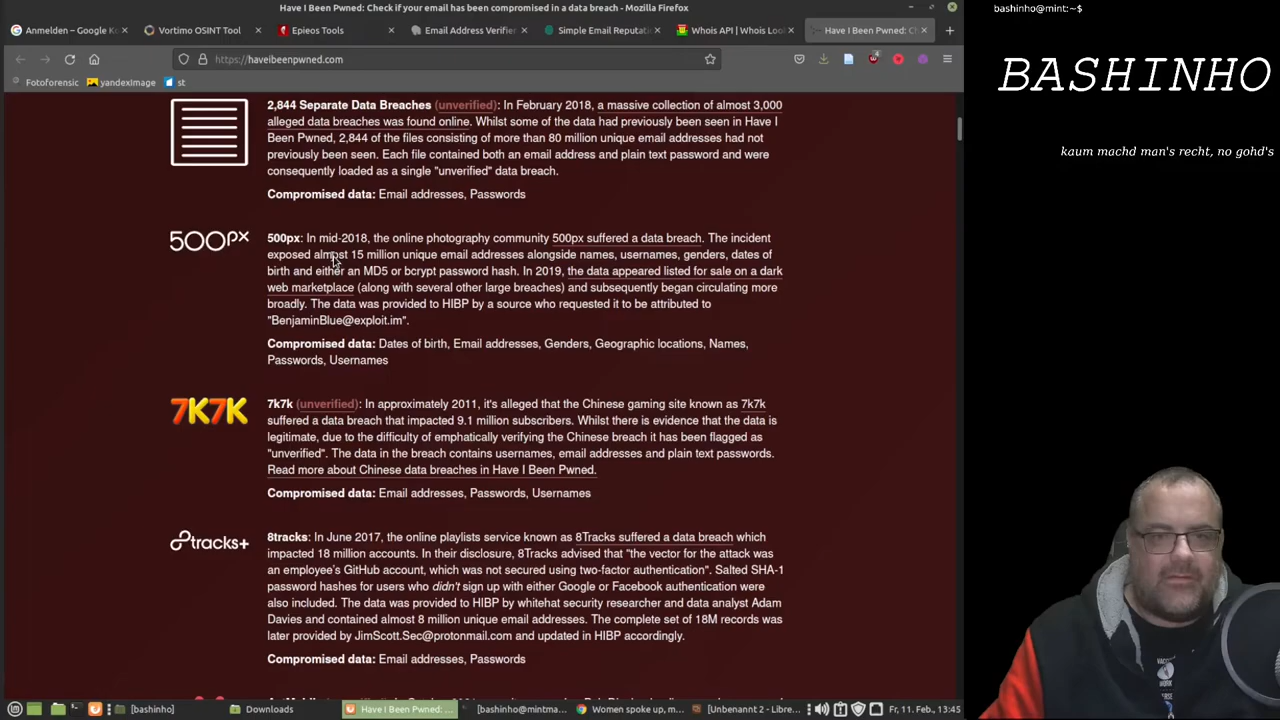 Have I Been Pwned: Check if your email has been compromised in a data breach - Mozilla Firefox
Anmelden – Google Ko
Vortimo OSINT Tool
Epieos Tools
Email Address Verifier
Simple Email Reputati
Whois API | Whois Loo
Have I Been Pwned: Ch
https://haveibeenpwned.com
4
Fotoforensic
yandexImage
st
2,844 Separate Data Breaches (unverified): In February 2018, a massive collection of almost 3,000
alleged data breaches was found online. Whilst some of the data had previously been seen in Have I
Been Pwned, 2,844 of the files consisting of more than 80 million unique email addresses had not
previously been seen. Each file contained both an email address and plain text password and were
consequently loaded as a single "unverified" data breach.
Compromised data: Email addresses, Passwords
500px
500px: In mid-2018, the online photography community 500px suffered a data breach. The incident
exposed almost 15 million unique email addresses alongside names, usernames, genders, dates of
birth and either an MD5 or bcrypt password hash. In 2019, the data appeared listed for sale on a dark
web marketplace (along with several other large breaches) and subsequently began circulating more
broadly. The data was provided to HIBP by a source who requested it to be attributed to
"BenjaminBlue@exploit.im".
Compromised data: Dates of birth, Email addresses, Genders, Geographic locations, Names,
Passwords, Usernames
7K7K
7k7k (unverified): In approximately 2011, it's alleged that the Chinese gaming site known as 7k7k
suffered a data breach that impacted 9.1 million subscribers. Whilst there is evidence that the data is
legitimate, due to the difficulty of emphatically verifying the Chinese breach it has been flagged as
"unverified". The data in the breach contains usernames, email addresses and plain text passwords.
Read more about Chinese data breaches in Have I Been Pwned.
Compromised data: Email addresses, Passwords, Usernames
8tracks+
8tracks: In June 2017, the online playlists service known as 8Tracks suffered a data breach which
impacted 18 million accounts. In their disclosure, 8Tracks advised that "the vector for the attack was
an employee's GitHub account, which was not secured using two-factor authentication". Salted SHA-1
password hashes for users who didn't sign up with either Google or Facebook authentication were
also included. The data was provided to HIBP by whitehat security researcher and data analyst Adam
Davies and contained almost 8 million unique email addresses. The complete set of 18M records was
later provided by JimScott.Sec@protonmail.com and updated in HIBP accordingly.
Compromised data: Email addresses, Passwords
[bashinho]
Downloads
Have I Been Pwned: ...
[bashinho@mintma...
Women spoke up, m...
[Unbenannt 2 - Libre...
Fr, 11. Feb., 13:45
bashinho@mint:~$
BASHINHO
kaum machd man's recht, no gohd's